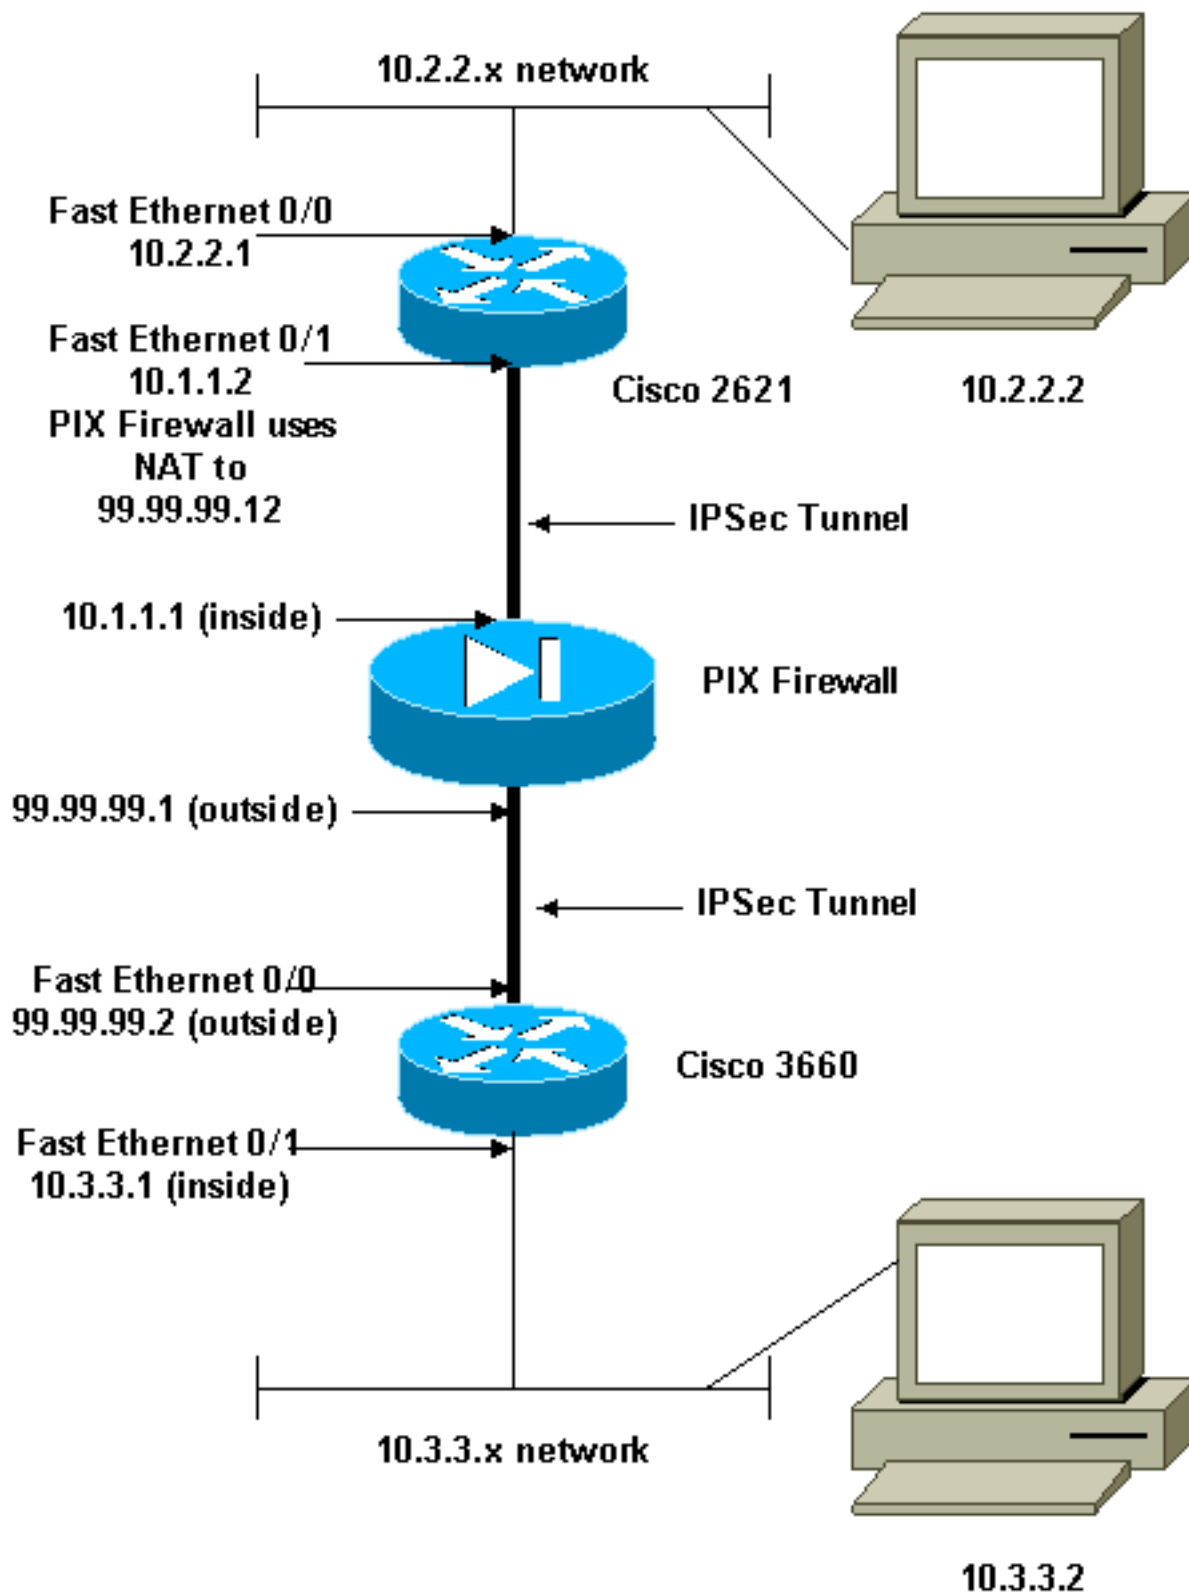 10.2.2.x network
Fast Ethernet 0/0
10.2.2.1
Fast Ethernet 0/1
10.1.1.2
PIX Firewall uses
NAT to
99.99.99.12
Cisco 2621
10.2.2.2
IPSec Tunnel
10.1.1.1 (inside)
PIX Firewall
99.99.99.1 (outside)
IPSec Tunnel
Fast Ethernet 0/0
99.99.99.2 (outside)
Cisco 3660
Fast Ethernet 0/1
10.3.3.1 (inside)
10.3.3.x network
10.3.3.2